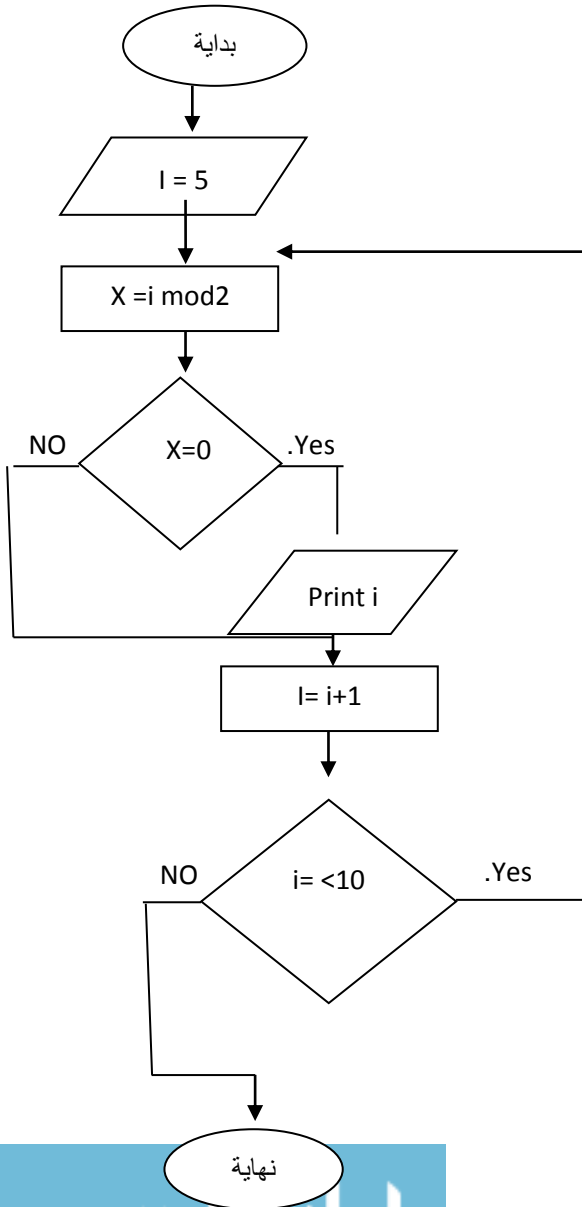 بداية
I = 5
X =i mod2
NO
X=0
.Yes
Print i
I= i+1
NO
i= <10
.Yes
نهاية